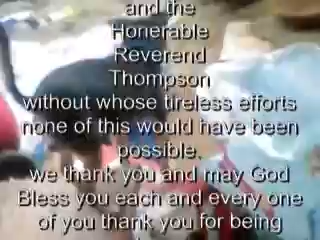 and the
Honerable
Reverend
Thompson
without whose tireless efforts
none of this would have been
possible.
we thank you and may God
Bless you each and every one
of you thank you for being